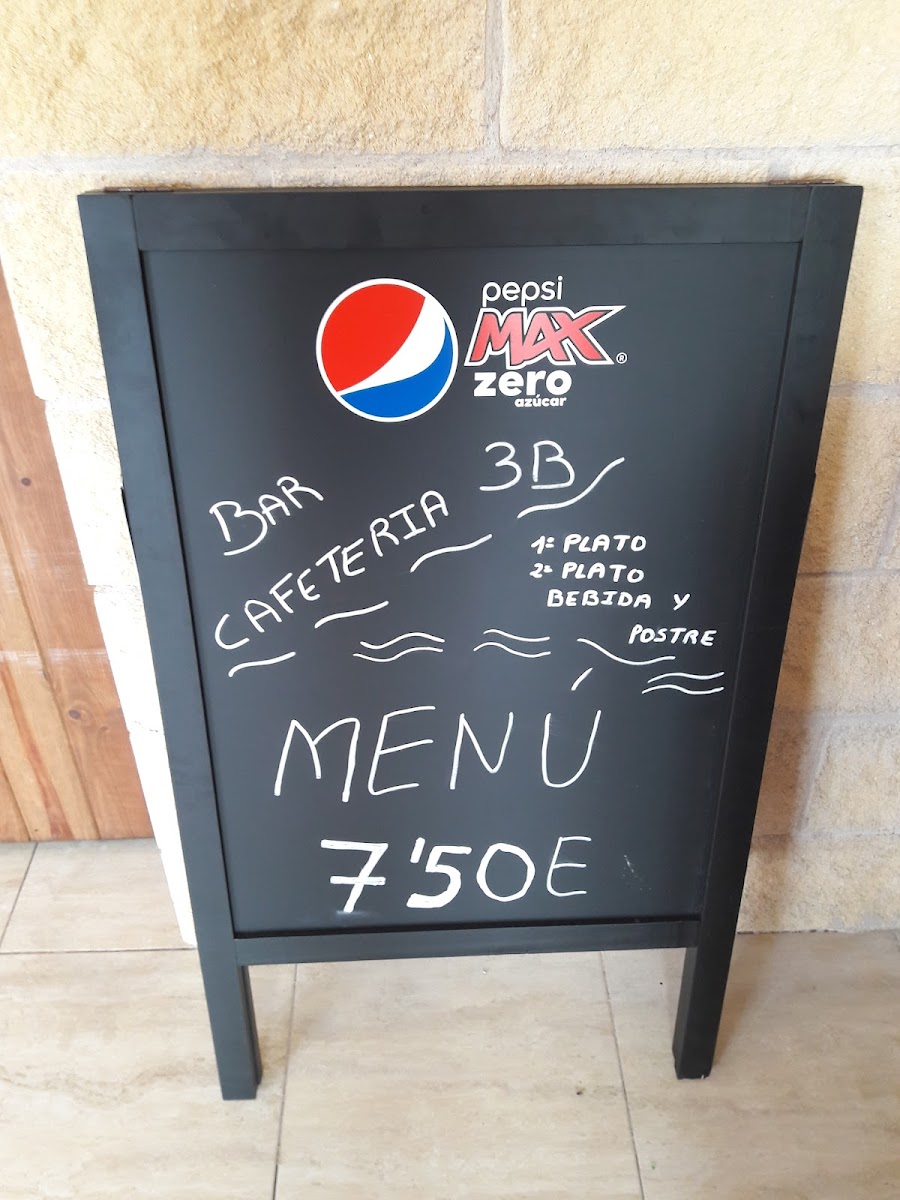 pepsi
MAX®
zero
azúcar
3B
BAR
CAFETERIA
1º PLATO
2º PLATO
BEBIDA Y
POSTRE
MENÚ
7'50E